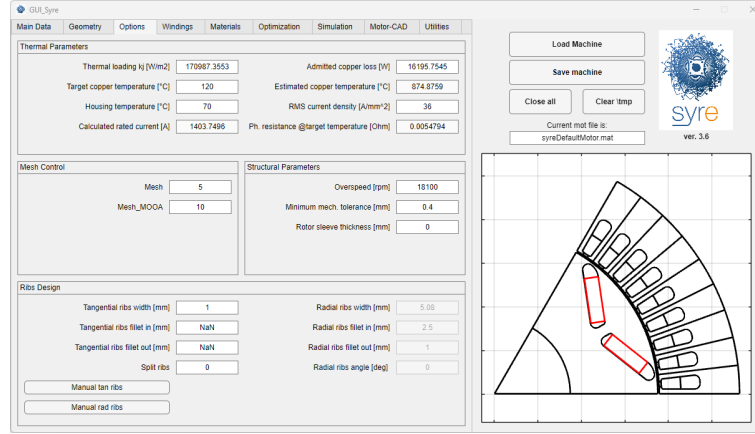 GUI_Syre
Main Data Geometry Options Windings Materials Optimization Simulation Motor-CAD Utilities
Thermal Parameters
Thermal loading kj [W/m2] 170987.3553 Admitted copper loss [W] 16195.7545
Target copper temperature [°C] 120 Estimated copper temperature [°C] 874.8759
Housing temperature [°C] 70 RMS current density [A/mm^2] 36
Calculated rated current [A] 1403.7496 Ph. resistance @target temperature [Ohm] 0.0054794
Mesh Control
Mesh 5
Mesh_MOOA 10
Structural Parameters
Overspeed [rpm] 18100
Minimum mech. tolerance [mm] 0.4
Rotor sleeve thickness [mm] 0
Ribs Design
Tangential ribs width [mm] 1 Radial ribs width [mm] 5.08
Tangential ribs fillet in [mm] NaN Radial ribs fillet in [mm] 2.5
Tangential ribs fillet out [mm] NaN Radial ribs fillet out [mm] 1
Split ribs 0 Radial ribs angle [deg] 0
Manual tan ribs
Manual rad ribs
Load Machine
Save machine
Close all Clear \tmp
Current mot file is:
syreDefaultMotor.mat
syre
ver. 3.6